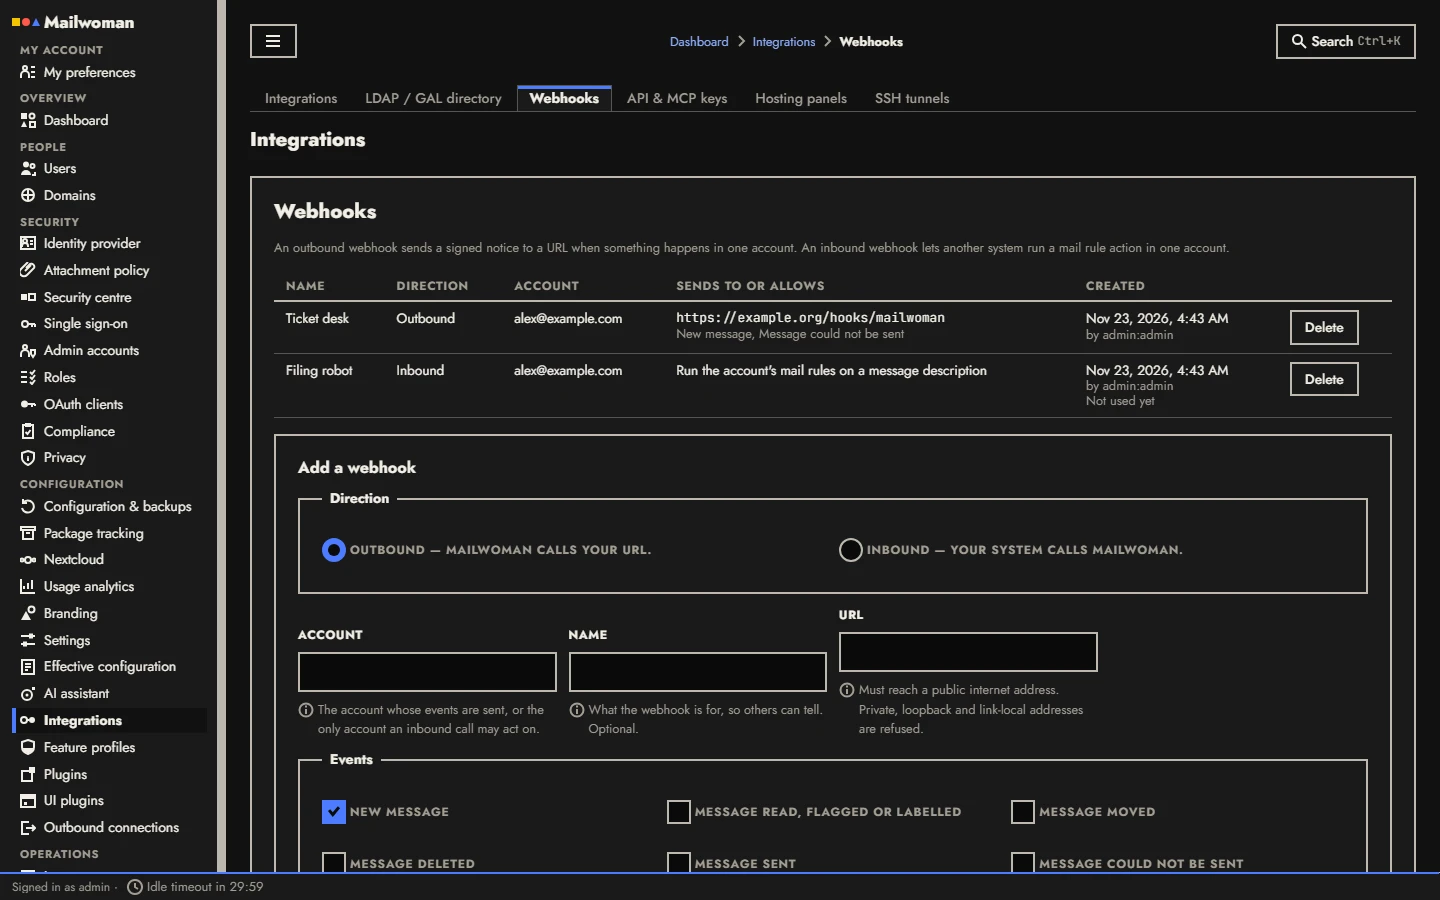 Mailwoman
MY ACCOUNT
My preferences
OVERVIEW
Dashboard
PEOPLE
Users
Domains
SECURITY
Identity provider
Attachment policy
Security centre
Single sign-on
Admin accounts
Roles
OAuth clients
Compliance
Privacy
CONFIGURATION
Configuration & backups
Package tracking
Nextcloud
Usage analytics
Branding
Settings
Effective configuration
AI assistant
Integrations
Feature profiles
Plugins
UI plugins
Outbound connections
OPERATIONS
Dashboard Integrations Webhooks
Search Ctrl+K
Integrations LDAP / GAL directory Webhooks API & MCP keys Hosting panels SSH tunnels
Integrations
Webhooks
An outbound webhook sends a signed notice to a URL when something happens in one account. An inbound webhook lets another system run a mail rule action in one account.
NAME DIRECTION ACCOUNT SENDS TO OR ALLOWS CREATED
Ticket desk Outbound alex@example.com https://example.org/hooks/mailwoman Nov 23, 2026, 4:43 AM Delete
New message, Message could not be sent by admin:admin
Filing robot Inbound alex@example.com Run the account's mail rules on a message description Nov 23, 2026, 4:43 AM Delete
by admin:admin
Not used yet
Add a webhook
Direction
OUTBOUND — MAILWOMAN CALLS YOUR URL. INBOUND — YOUR SYSTEM CALLS MAILWOMAN.
ACCOUNT
The account whose events are sent, or the
only account an inbound call may act on.
NAME
What the webhook is for, so others can tell.
Optional.
URL
Must reach a public internet address.
Private, loopback and link-local addresses
are refused.
Events
NEW MESSAGE MESSAGE READ, FLAGGED OR LABELLED MESSAGE MOVED
MESSAGE DELETED MESSAGE SENT MESSAGE COULD NOT BE SENT
Signed in as admin · Idle timeout in 29:59